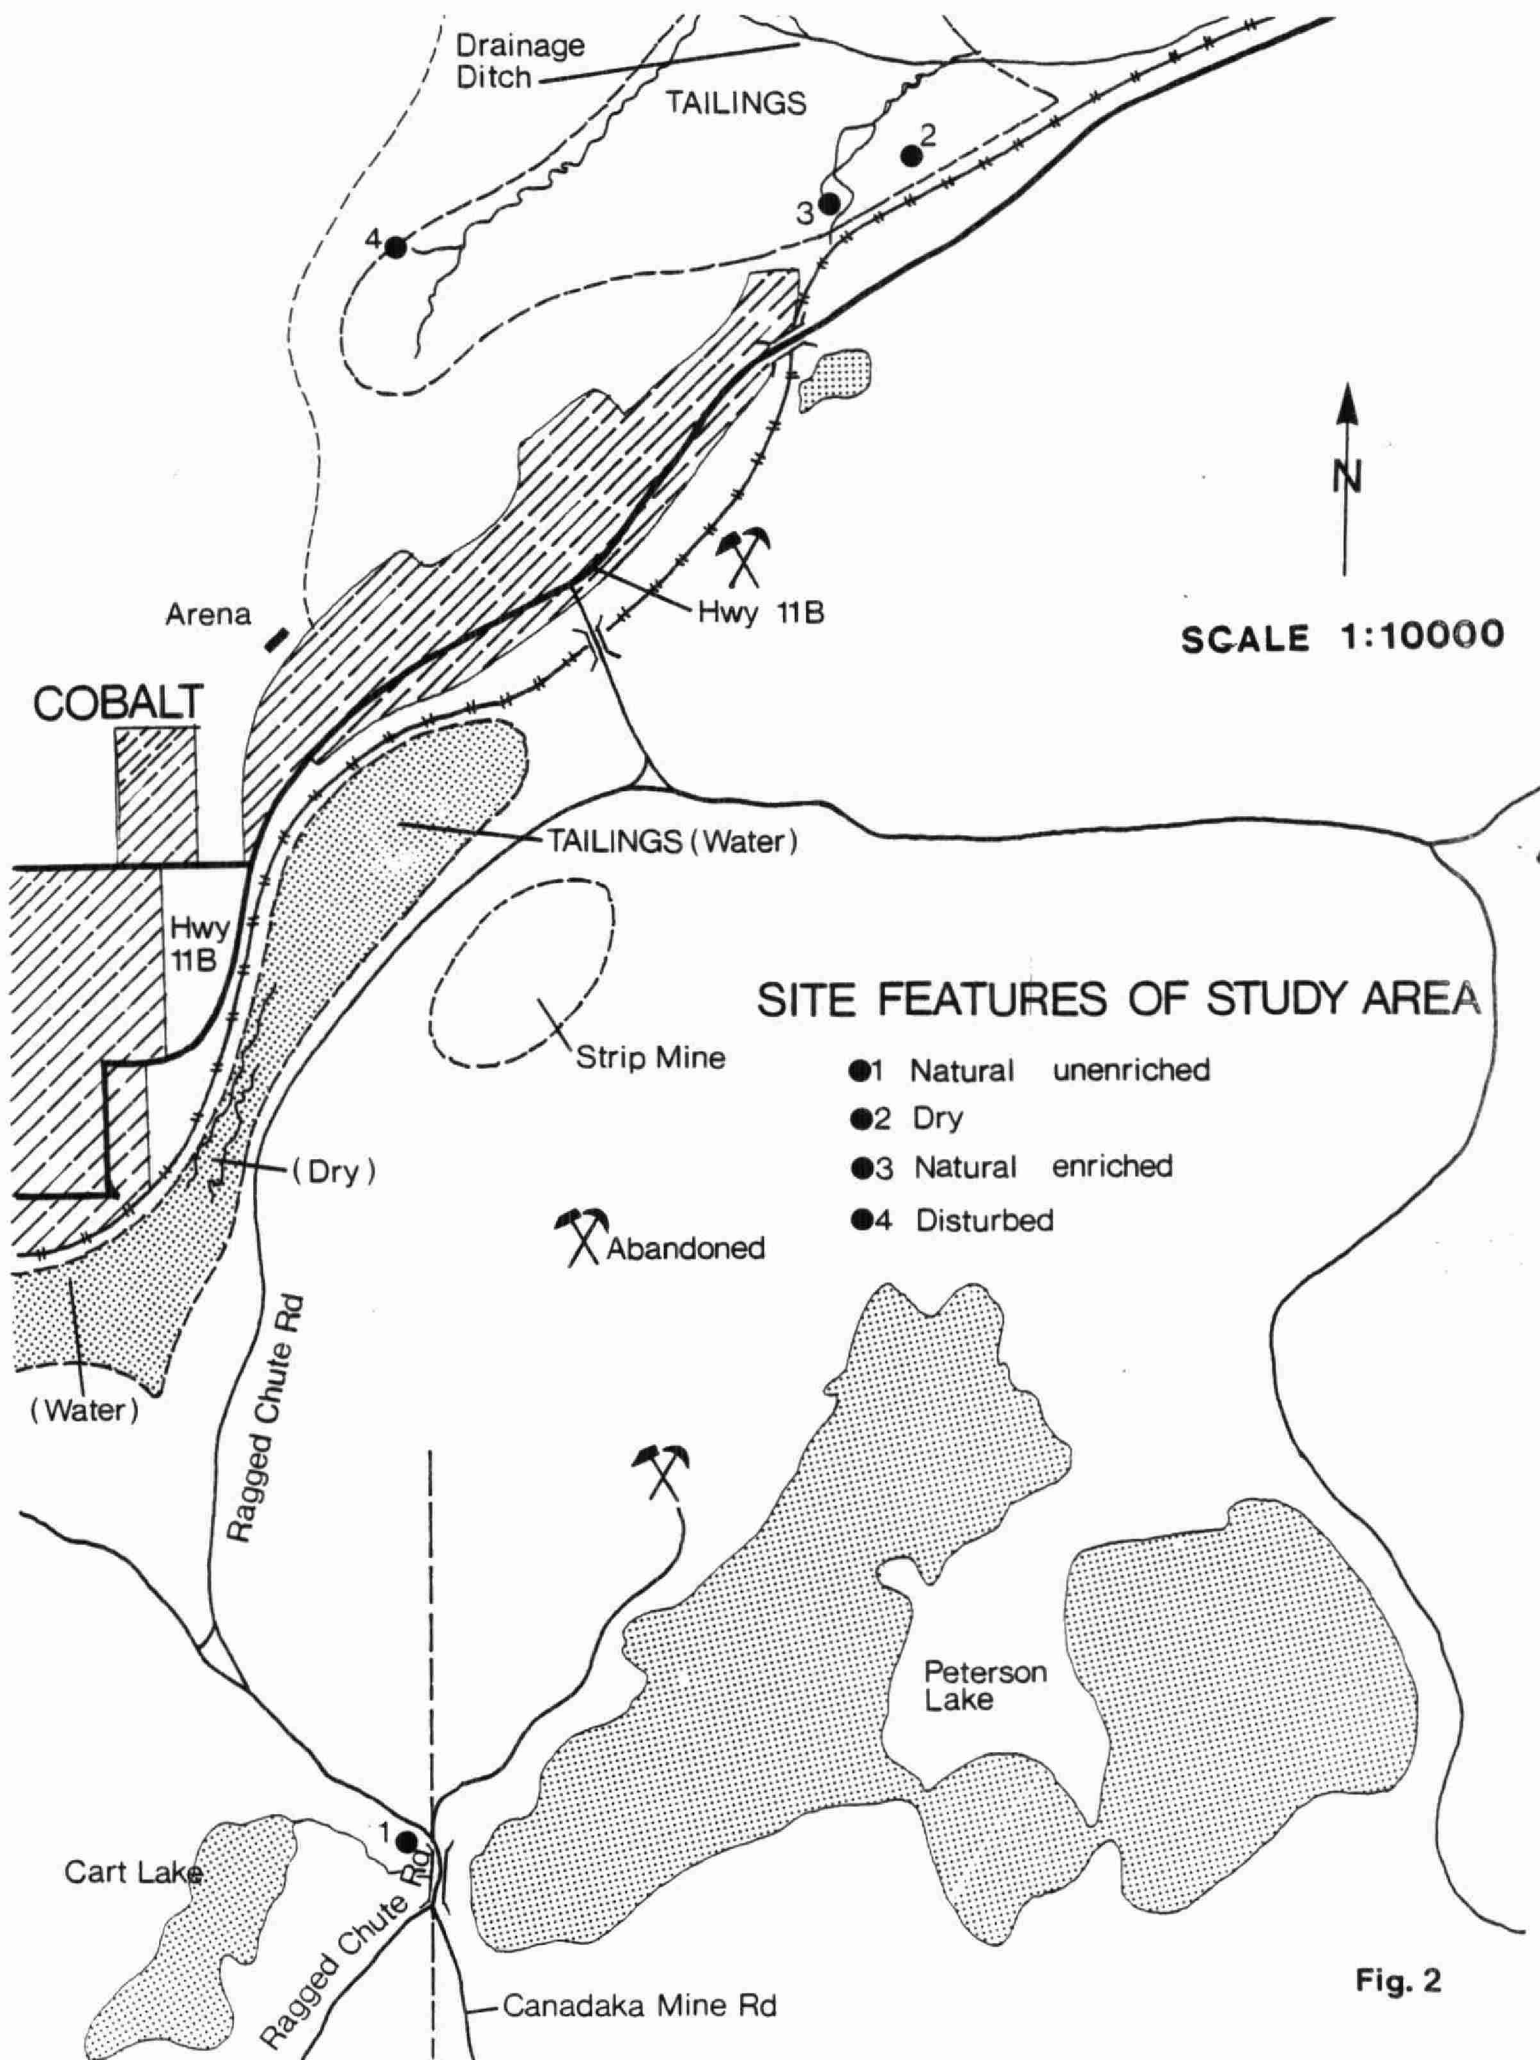 Drainage
Ditch
TAILINGS
2
3
4
N
Hwy 11B
Arena
SCALE 1:10000
COBALT
TAILINGS (Water)
Hwy
11B
SITE FEATURES OF STUDY AREA
Strip Mine
1 Natural unenriched
2 Dry
(Dry)
3 Natural enriched
4 Disturbed
Abandoned
Ragged Chute Rd
(Water)
Peterson
Lake
1
Cart Lake
Ragged Chute Rd
Fig. 2
Canadaka Mine Rd